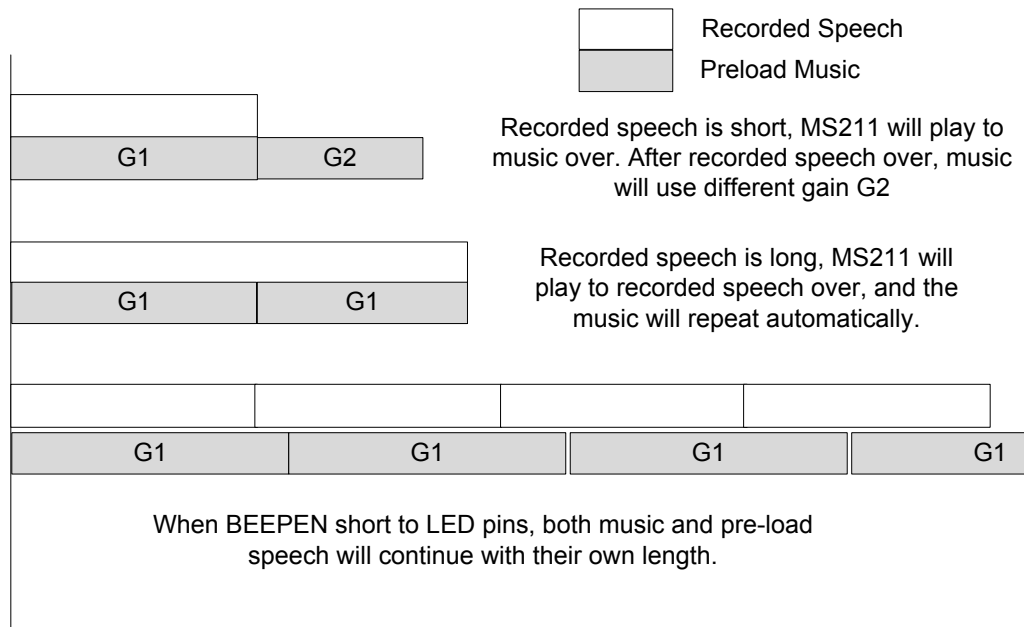 Recorded Speech
Preload Music
Recorded speech is short, MS211 will play to
music over. After recorded speech over, music
will use different gain G2
G1 G2
Recorded speech is long, MS211 will
play to recorded speech over, and the
music will repeat automatically.
G1 G1
G1 G1 G1 G1
When BEEPEN short to LED pins, both music and pre-load
speech will continue with their own length.